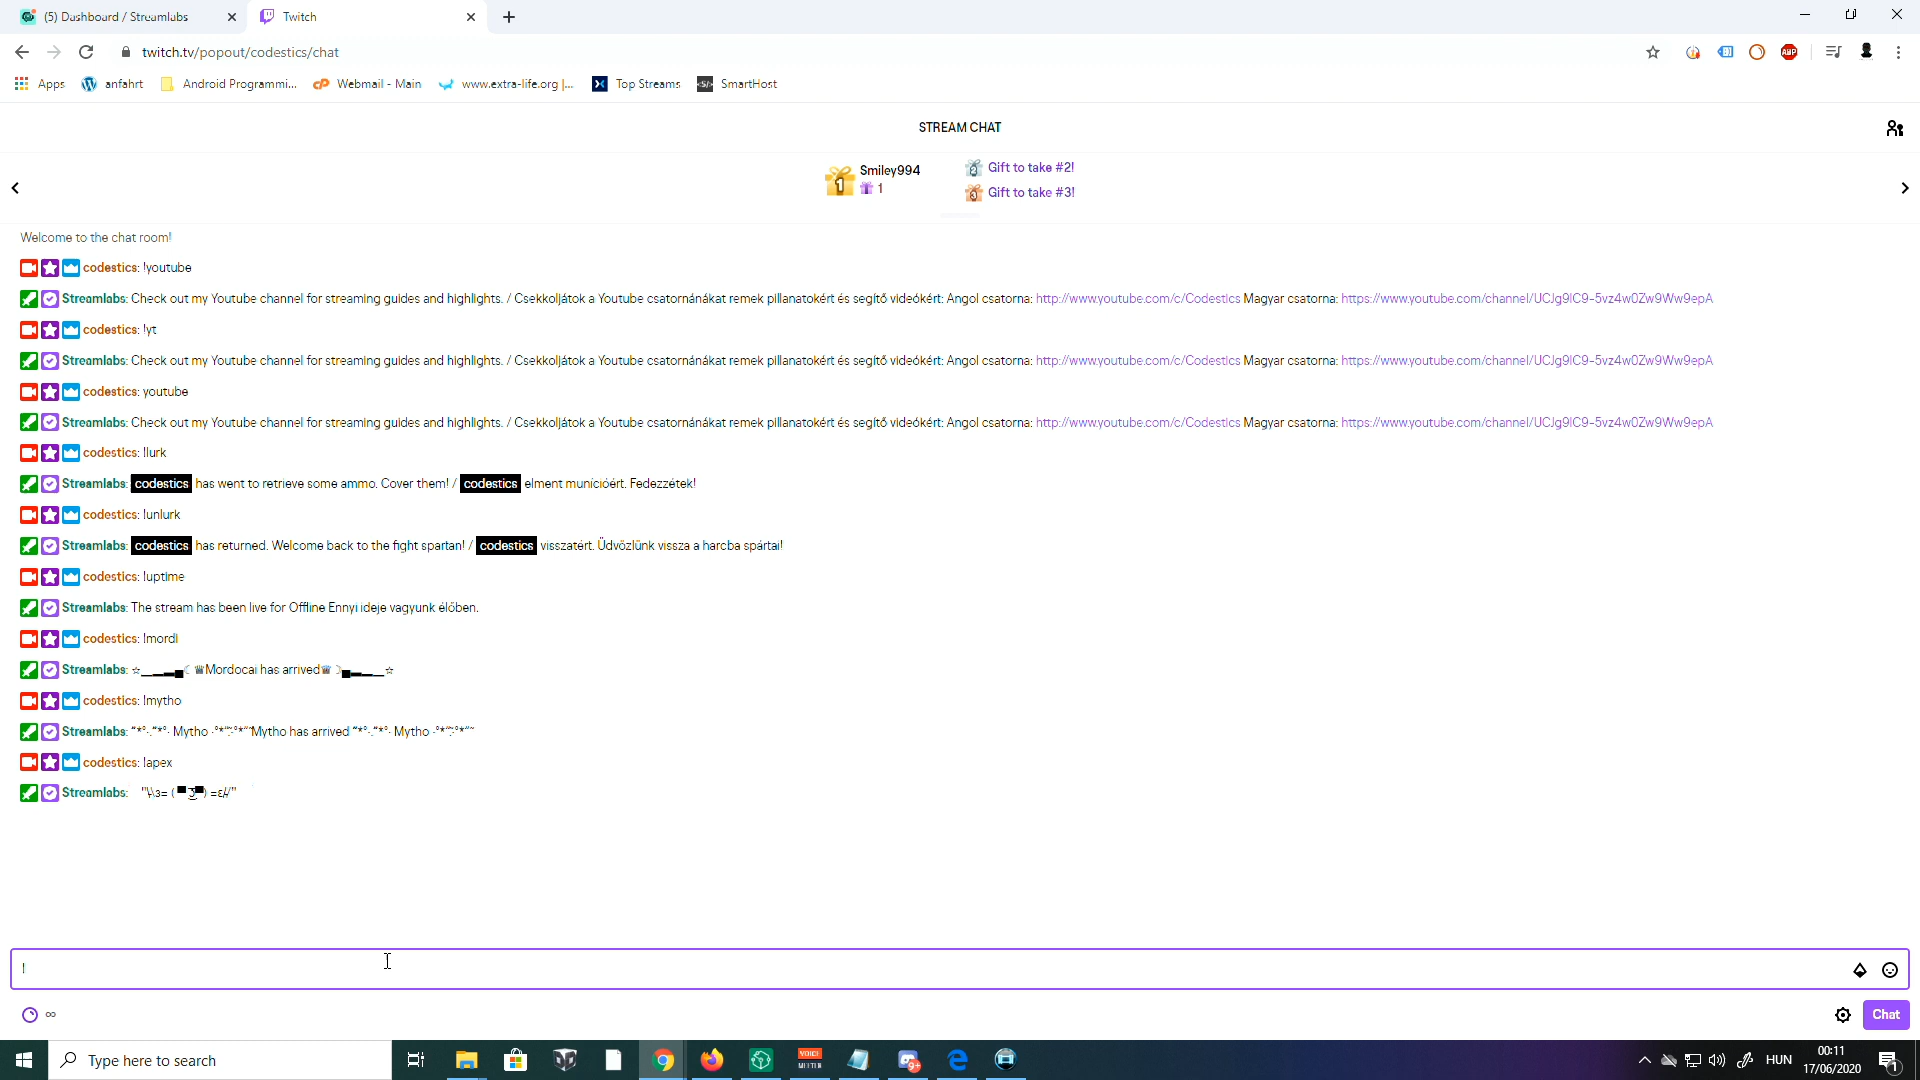 (5) Dashboard / Streamlabs
Twitch
twitch.tv/popout/codestics/chat
Apps anfahrt Android Programmi... Webmail - Main www.extra-life.org |... Top Streams SmartHost
STREAM CHAT
Smiley994
1
Gift to take #2!
Gift to take #3!
Welcome to the chat room!
codestics: !youtube
Streamlabs: Check out my Youtube channel for streaming guides and highlights. / Csekkoljátok a Youtube csatornánákat remek pillanatokért és segítő videókért: Angol csatorna: http://www.youtube.com/c/Codestics Magyar csatorna: https://www.youtube.com/channel/UCJg9IC9-5vz4w0Zw9Ww9epA
codestics: !yt
Streamlabs: Check out my Youtube channel for streaming guides and highlights. / Csekkoljátok a Youtube csatornánákat remek pillanatokért és segítő videókért: Angol csatorna: http://www.youtube.com/c/Codestics Magyar csatorna: https://www.youtube.com/channel/UCJg9IC9-5vz4w0Zw9Ww9epA
codestics: youtube
Streamlabs: Check out my Youtube channel for streaming guides and highlights. / Csekkoljátok a Youtube csatornánákat remek pillanatokért és segítő videókért: Angol csatorna: http://www.youtube.com/c/Codestics Magyar csatorna: https://www.youtube.com/channel/UCJg9IC9-5vz4w0Zw9Ww9epA
codestics: !lurk
Streamlabs: codestics has went to retrieve some ammo. Cover them! / codestics elment munícióért. Fedezzétek!
codestics: !unlurk
Streamlabs: codestics has returned. Welcome back to the fight spartan! / codestics visszatért. Üdvözlünk vissza a harcba spártai!
codestics: !uptime
Streamlabs: The stream has been live for Offline Ennyi ideje vagyunk élőben.
codestics: !mordi
Streamlabs: ☆▁▂▃▄☾ ♛Mordocai has arrived♛ ☽▄▃▂▁☆
codestics: !mytho
Streamlabs: Mytho Mytho has arrived Mytho
codestics: !apex
Streamlabs:
!
∞
Chat
Type here to search
VOICE
MEETER
9+
HUN
00:11
17/06/2020
1